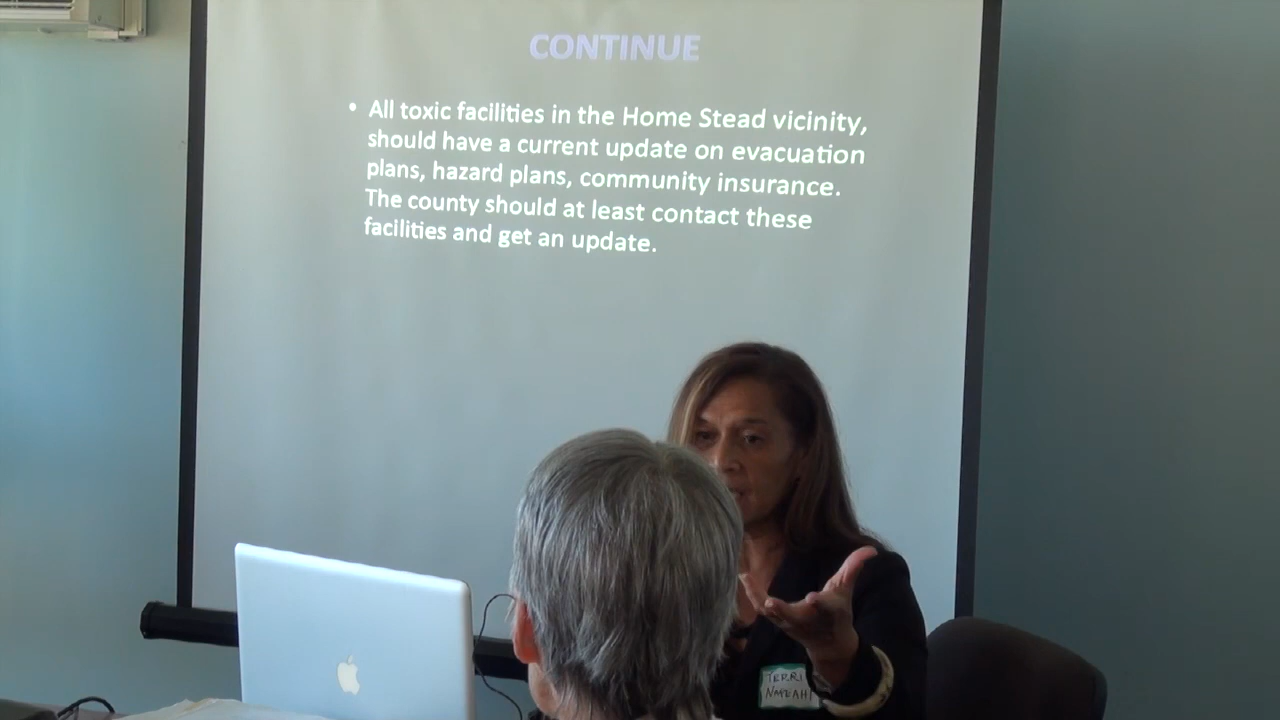 CONTINUE
• All toxic facilities in the Home Stead vicinity,
should have a current update on evacuation
plans, hazard plans, community insurance.
The county should at least contact these
facilities and get an update.
TERRI